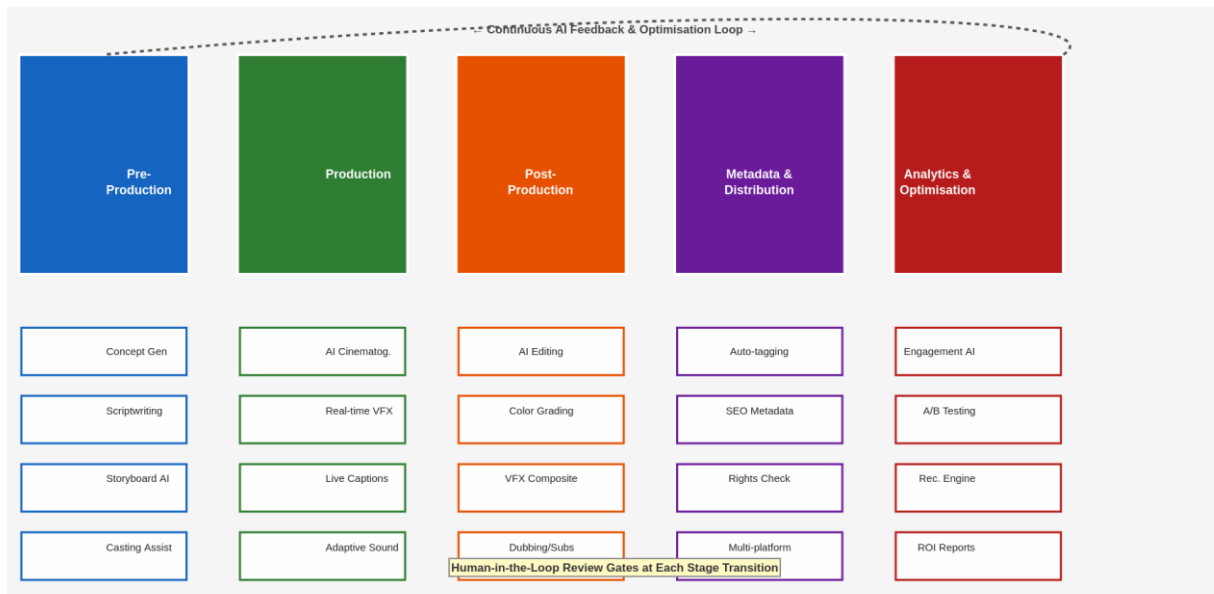 ← Continuous AI Feedback & Optimisation Loop →
Pre-
Production
Production
Post-
Production
Metadata &
Distribution
Analytics &
Optimisation
Concept Gen
AI Cinematog.
AI Editing
Auto-tagging
Engagement AI
Scriptwriting
Real-time VFX
Color Grading
SEO Metadata
A/B Testing
Storyboard AI
Live Captions
VFX Composite
Rights Check
Rec. Engine
Casting Assist
Adaptive Sound
Dubbing/Subs
Multi-platform
ROI Reports
Human-in-the-Loop Review Gates at Each Stage Transition